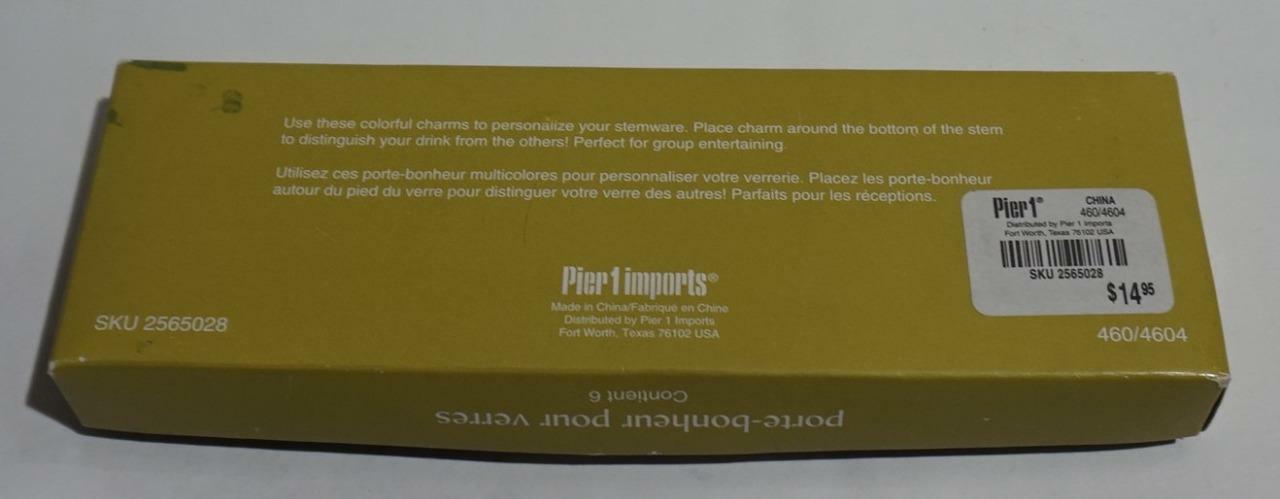 Use these colorful charms to personalize your stemware. Place charm around the bottom of the stem
to distinguish your drink from the others! Perfect for group entertaining.
Utilisez ces porte-bonheur multicolores pour personnaliser votre verrerie. Placez les porte-bonheur
autour du pied du verre pour distinguer votre verre des autres! Parfaits pour les réceptions.
Pier 1® CHINA
460/4604
Distributed by Pier 1 Imports
Fort Worth, Texas 76102 USA
SKU 2565028
$14.95
Pier 1 imports®
Made in China/Fabriqué en Chine
Distributed by Pier 1 Imports
Fort Worth, Texas 76102 USA
SKU 2565028
460/4604
porte-bonheur pour verres
Contient 6